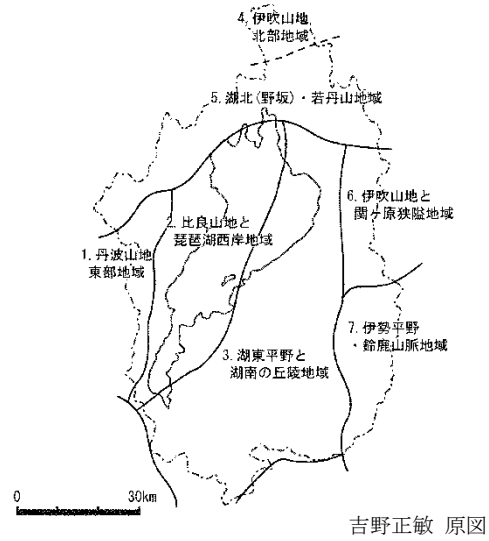 4. 伊吹山地
北部地域
5. 湖北(野坂)・若丹山地域
6. 伊吹山地と
関ヶ原狭隘地域
2. 比良山地と
琵琶湖西岸地域
1. 丹波山地
東部地域
7. 伊勢平野
・鈴鹿山脈地域
3. 湖東平野と
湖南の丘陵地域
0 30km
吉野正敏 原図